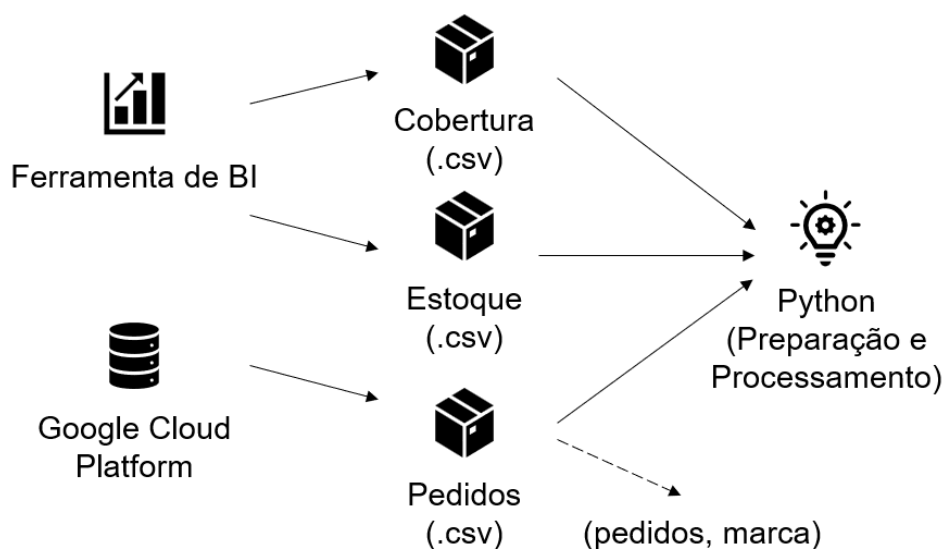 Ferramenta de BI
Google Cloud
Platform
Cobertura
(.csv)
Estoque
(.csv)
Pedidos
(.csv)
(pedidos, marca)
Python
(Preparação e
Processamento)